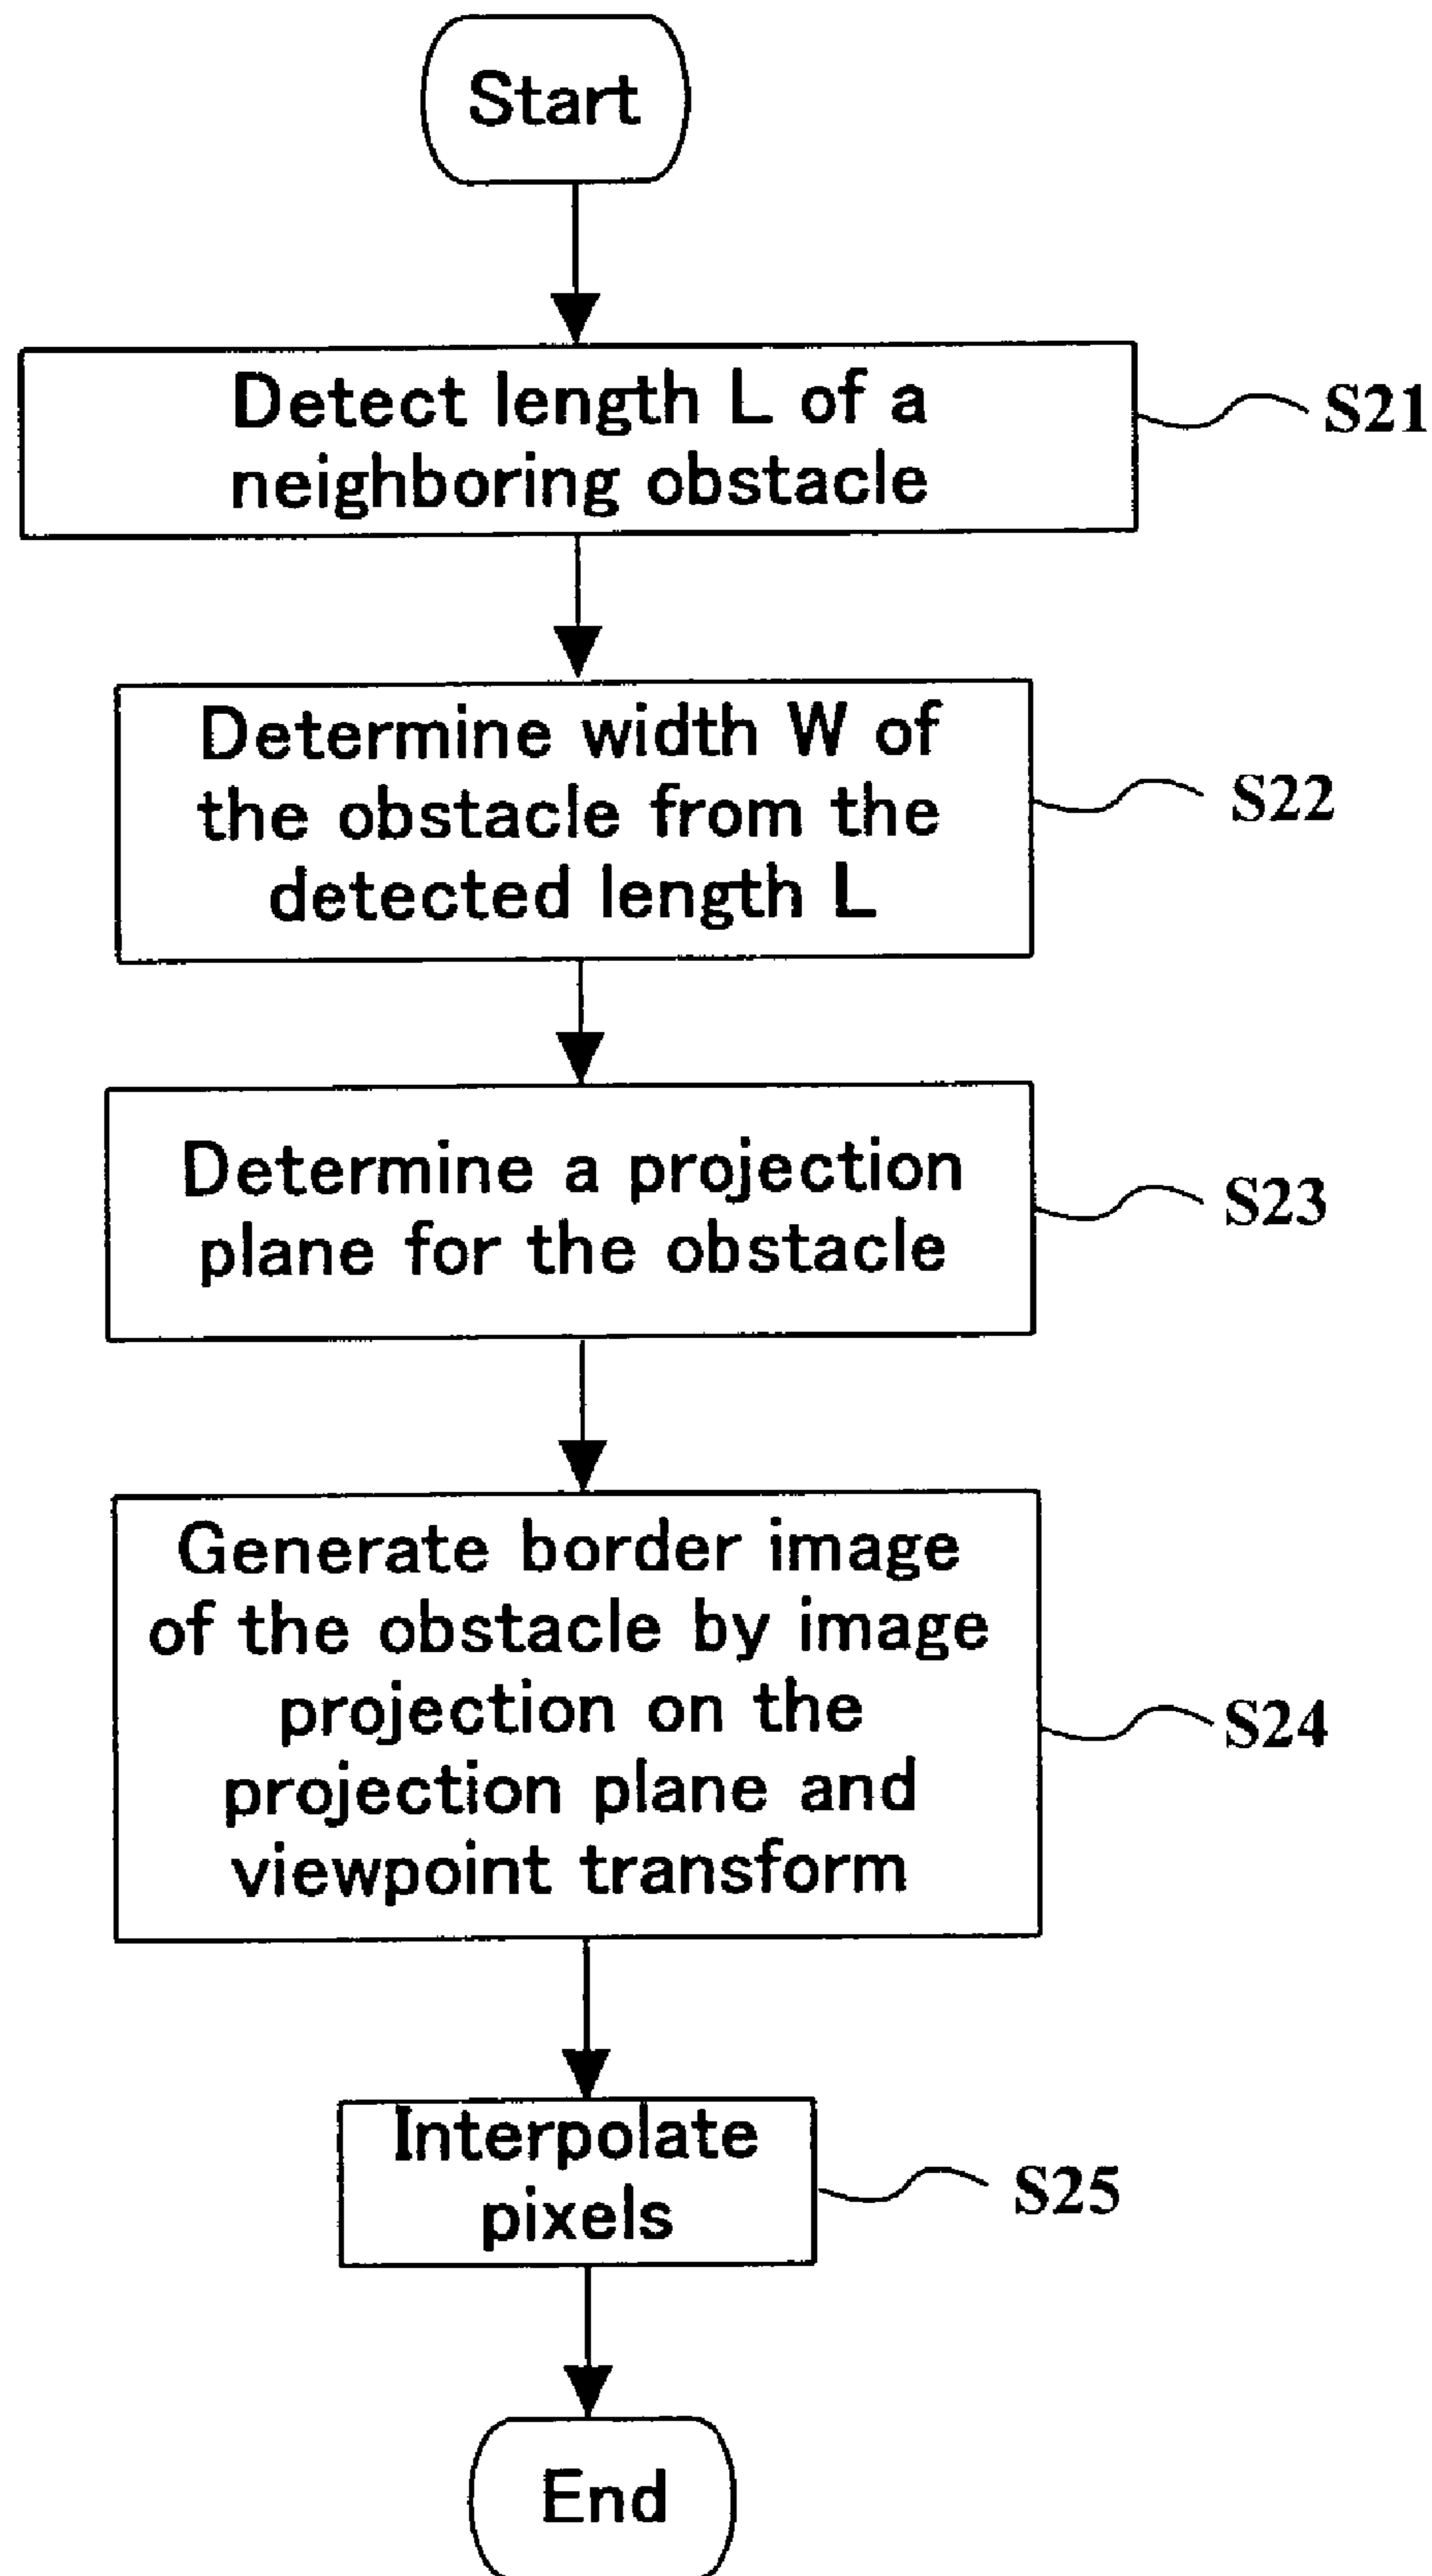 Start
Detect length L of a
neighboring obstacle
S21
Determine width W of
the obstacle from the
detected length L
S22
Determine a projection
plane for the obstacle
S23
Generate border image
of the obstacle by image
projection on the
projection plane and
viewpoint transform
S24
Interpolate
pixels
S25
End